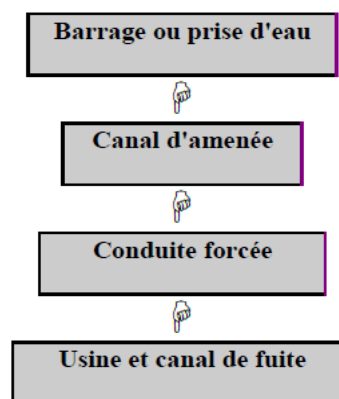 Barrage ou prise d'eau
Canal d'amenée
Conduite forcée
Usine et canal de fuite